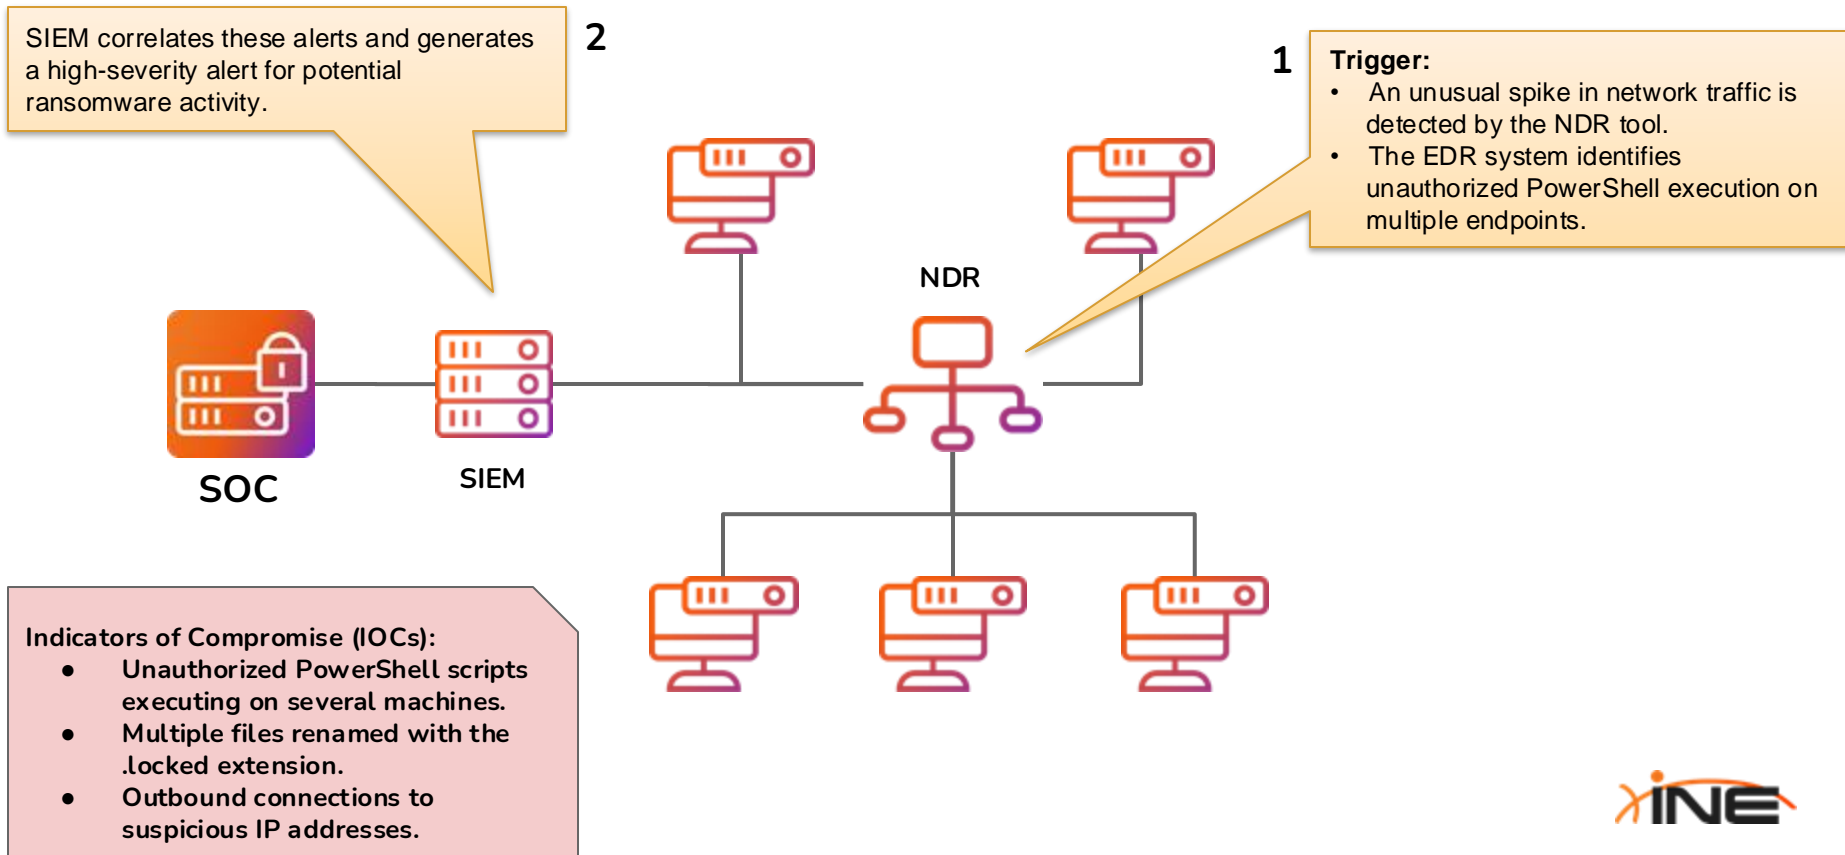 SIEM correlates these alerts and generates
a high-severity alert for potential
ransomware activity.
2
1
Trigger:
• An unusual spike in network traffic is
detected by the NDR tool.
• The EDR system identifies
unauthorized PowerShell execution on
multiple endpoints.
NDR
SOC
SIEM
Indicators of Compromise (IOCs):
● Unauthorized PowerShell scripts
executing on several machines.
● Multiple files renamed with the
.locked extension.
● Outbound connections to
suspicious IP addresses.
INE